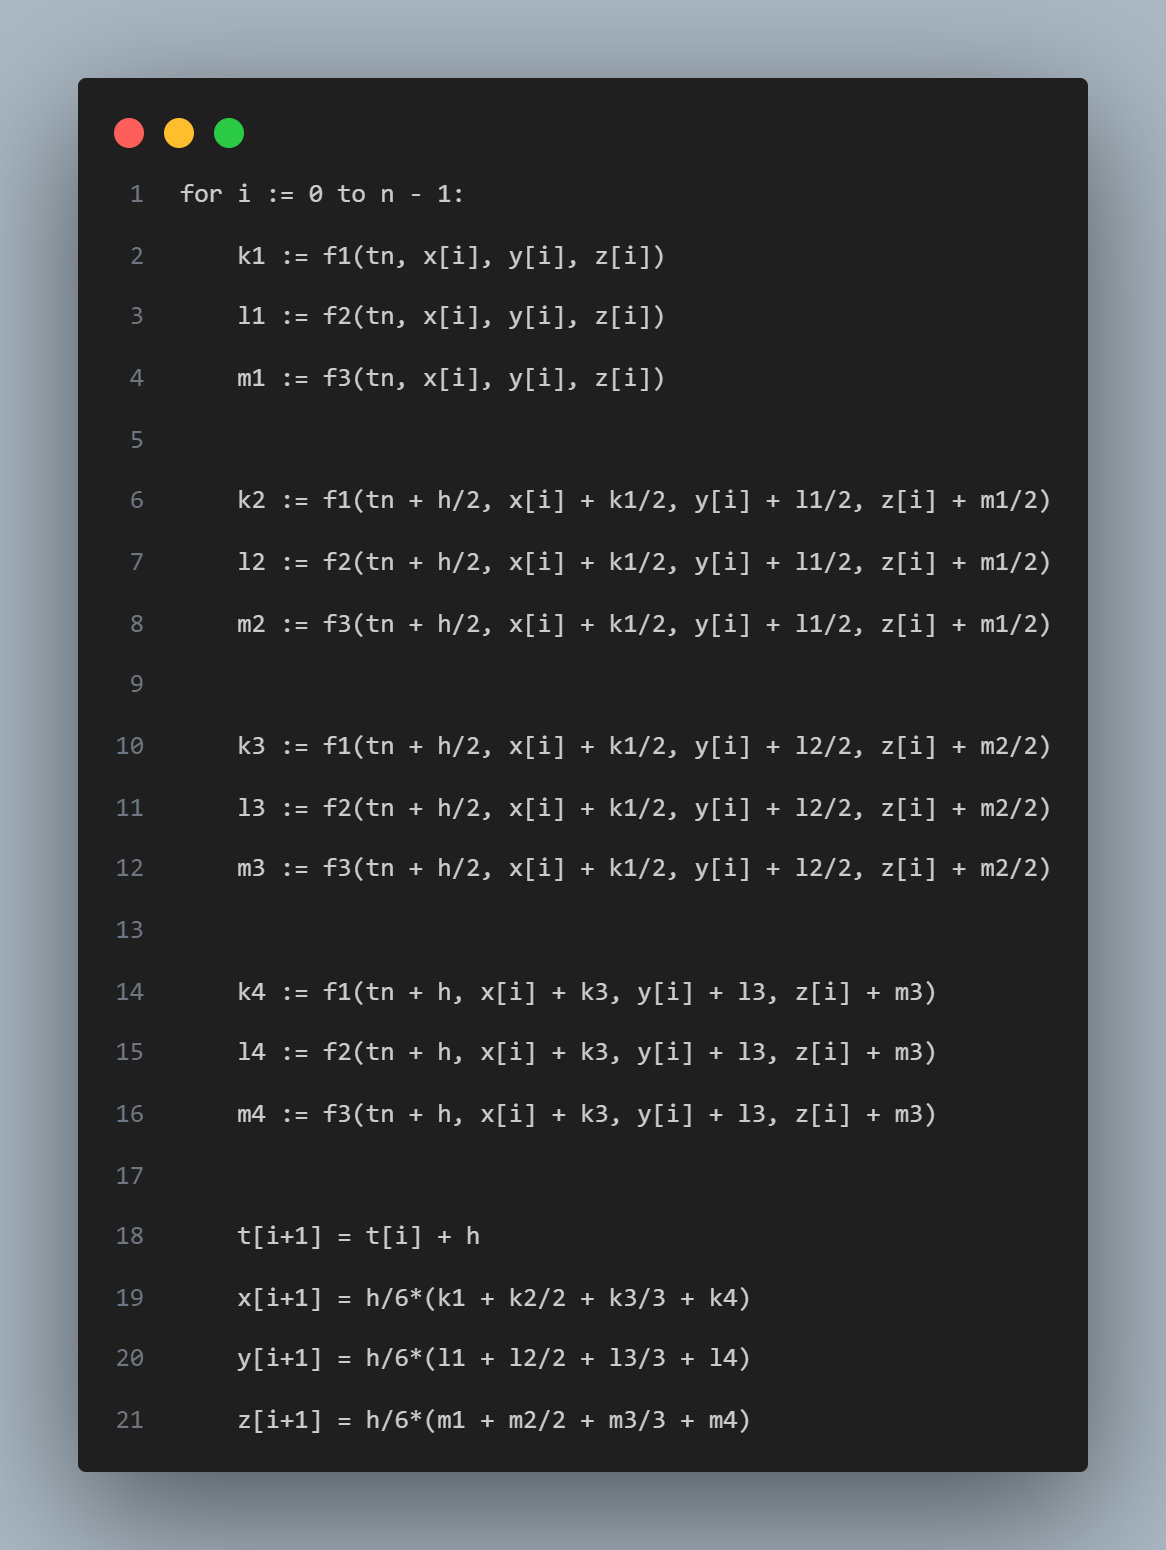 1 for i := 0 to n - 1:
2     k1 := f1(tn, x[i], y[i], z[i])
3     l1 := f2(tn, x[i], y[i], z[i])
4     m1 := f3(tn, x[i], y[i], z[i])
5
6     k2 := f1(tn + h/2, x[i] + k1/2, y[i] + l1/2, z[i] + m1/2)
7     l2 := f2(tn + h/2, x[i] + k1/2, y[i] + l1/2, z[i] + m1/2)
8     m2 := f3(tn + h/2, x[i] + k1/2, y[i] + l1/2, z[i] + m1/2)
9
10     k3 := f1(tn + h/2, x[i] + k1/2, y[i] + l2/2, z[i] + m2/2)
11     l3 := f2(tn + h/2, x[i] + k1/2, y[i] + l2/2, z[i] + m2/2)
12     m3 := f3(tn + h/2, x[i] + k1/2, y[i] + l2/2, z[i] + m2/2)
13
14     k4 := f1(tn + h, x[i] + k3, y[i] + l3, z[i] + m3)
15     l4 := f2(tn + h, x[i] + k3, y[i] + l3, z[i] + m3)
16     m4 := f3(tn + h, x[i] + k3, y[i] + l3, z[i] + m3)
17
18     t[i+1] = t[i] + h
19     x[i+1] = h/6*(k1 + k2/2 + k3/3 + k4)
20     y[i+1] = h/6*(l1 + l2/2 + l3/3 + l4)
21     z[i+1] = h/6*(m1 + m2/2 + m3/3 + m4)